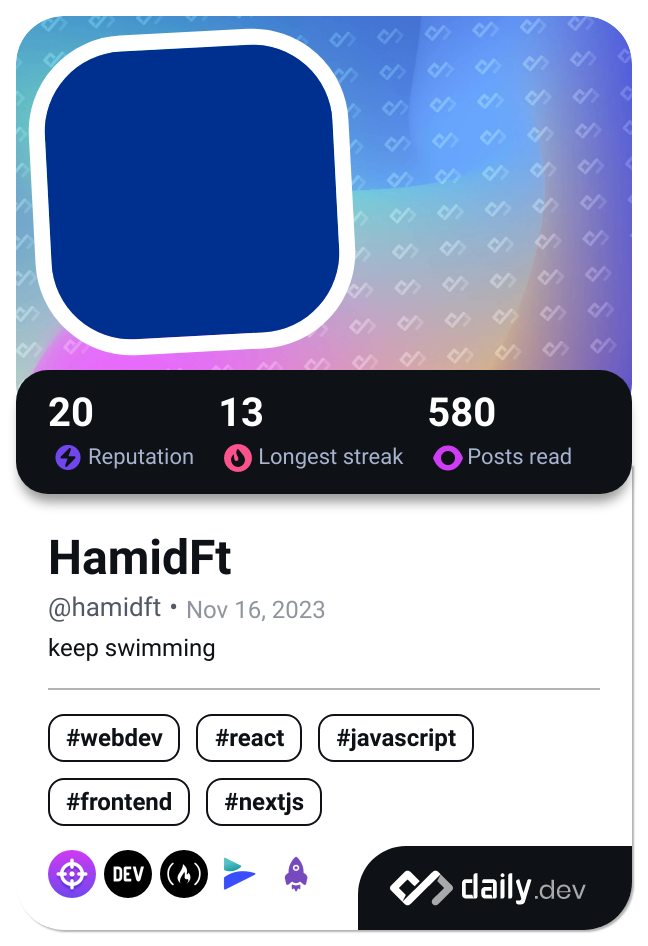 20 13 580
Reputation Longest streak Posts read
HamidFt
@hamidft • Nov 16, 2023
keep swimming
#webdev #react #javascript
#frontend #nextjs
DEV
daily.dev